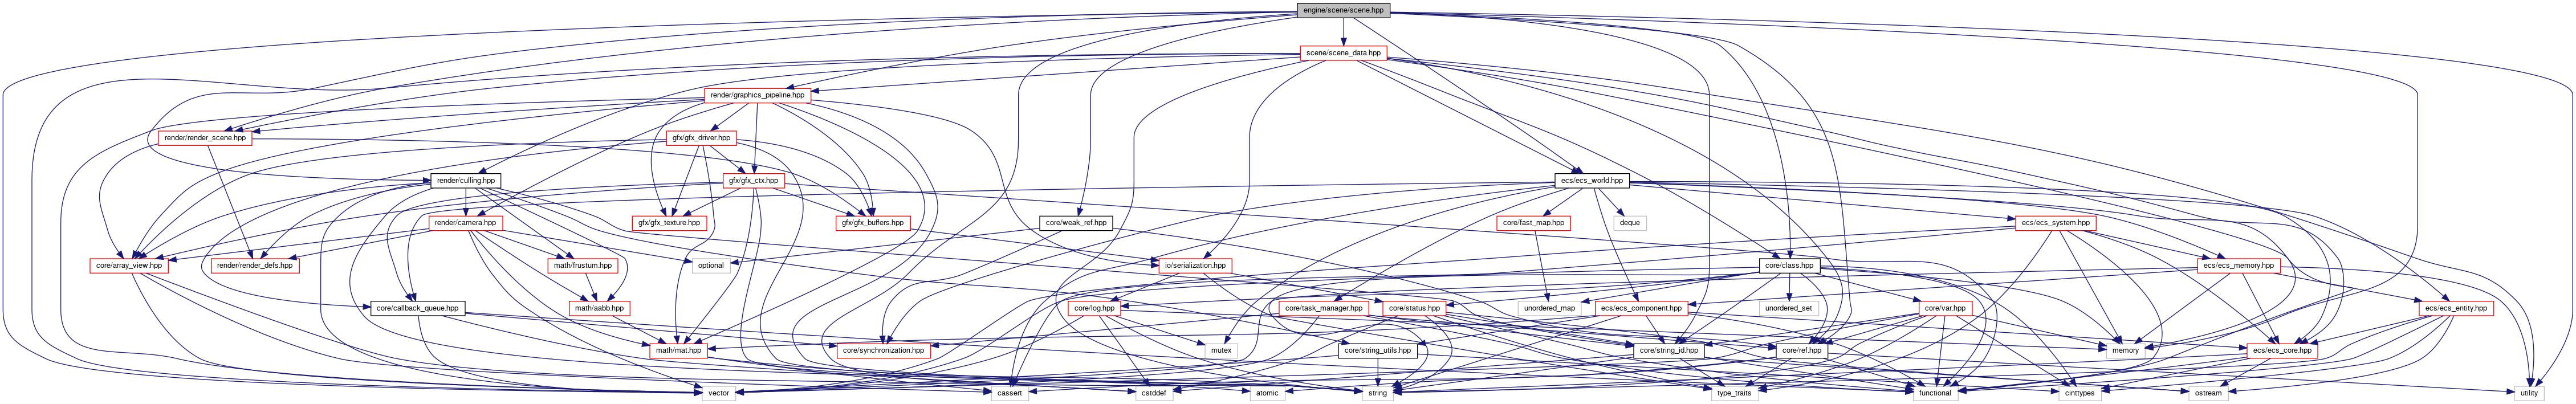 engine/scene/scene.hpp
scene/scene_data.hpp
render/graphics_pipeline.hpp
render/render_scene.hpp
gfx/gfx_driver.hpp
render/culling.hpp
gfx/gfx_ctx.hpp
ecs/ecs_world.hpp
render/camera.hpp
gfx/gfx_texture.hpp
gfx/gfx_buffers.hpp
core/weak_ref.hpp
core/fast_map.hpp
deque
ecs/ecs_system.hpp
core/array_view.hpp
render/render_defs.hpp
math/frustum.hpp
optional
io/serialization.hpp
core/class.hpp
ecs/ecs_memory.hpp
core/callback_queue.hpp
math/aabb.hpp
core/log.hpp
core/task_manager.hpp
core/status.hpp
unordered_map
ecs/ecs_component.hpp
unordered_set
core/var.hpp
ecs/ecs_entity.hpp
math/mat.hpp
core/synchronization.hpp
mutex
core/string_utils.hpp
core/string_id.hpp
core/ref.hpp
memory
ecs/ecs_core.hpp
vector
cassert
cstddef
atomic
string
type_traits
functional
cinttypes
ostream
utility